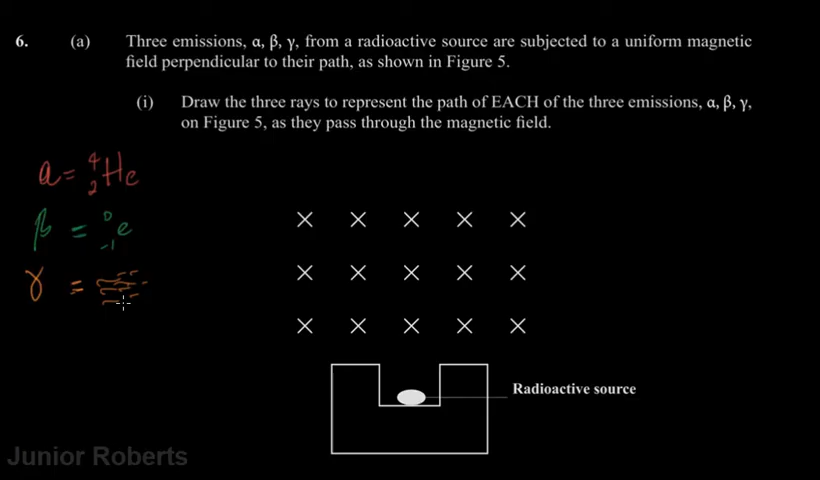 6. (a) Three emissions, α, β, γ, from a radioactive source are subjected to a uniform magnetic
field perpendicular to their path, as shown in Figure 5.
(i) Draw the three rays to represent the path of EACH of the three emissions, α, β, γ,
on Figure 5, as they pass through the magnetic field.
α = ⁴₂He
β = ⁰₋₁e
γ =
× × × × ×
× × × × ×
× × × × ×
Radioactive source
Junior Roberts